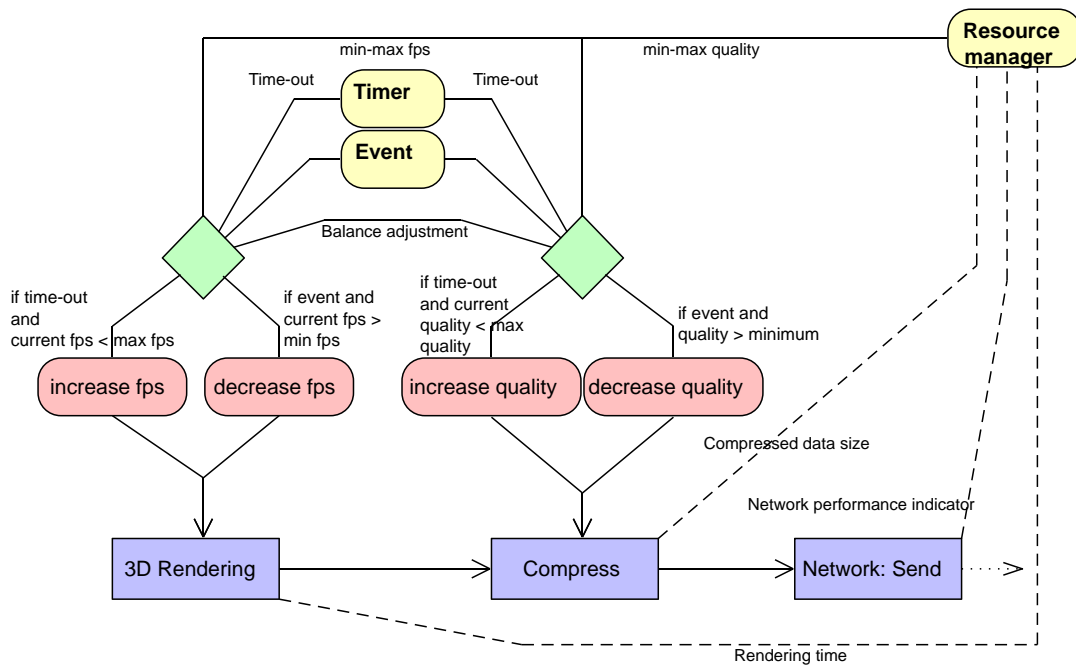 Resource
manager
min-max fps
min-max quality
Time-out
Timer
Time-out
Event
Balance adjustment
if time-out
and
current fps < max fps
if event and
current fps >
min fps
if time-out
and current
quality < max
quality
if event and
quality > minimum
increase fps
decrease fps
increase quality
decrease quality
Compressed data size
Network performance indicator
3D Rendering
Compress
Network: Send
Rendering time